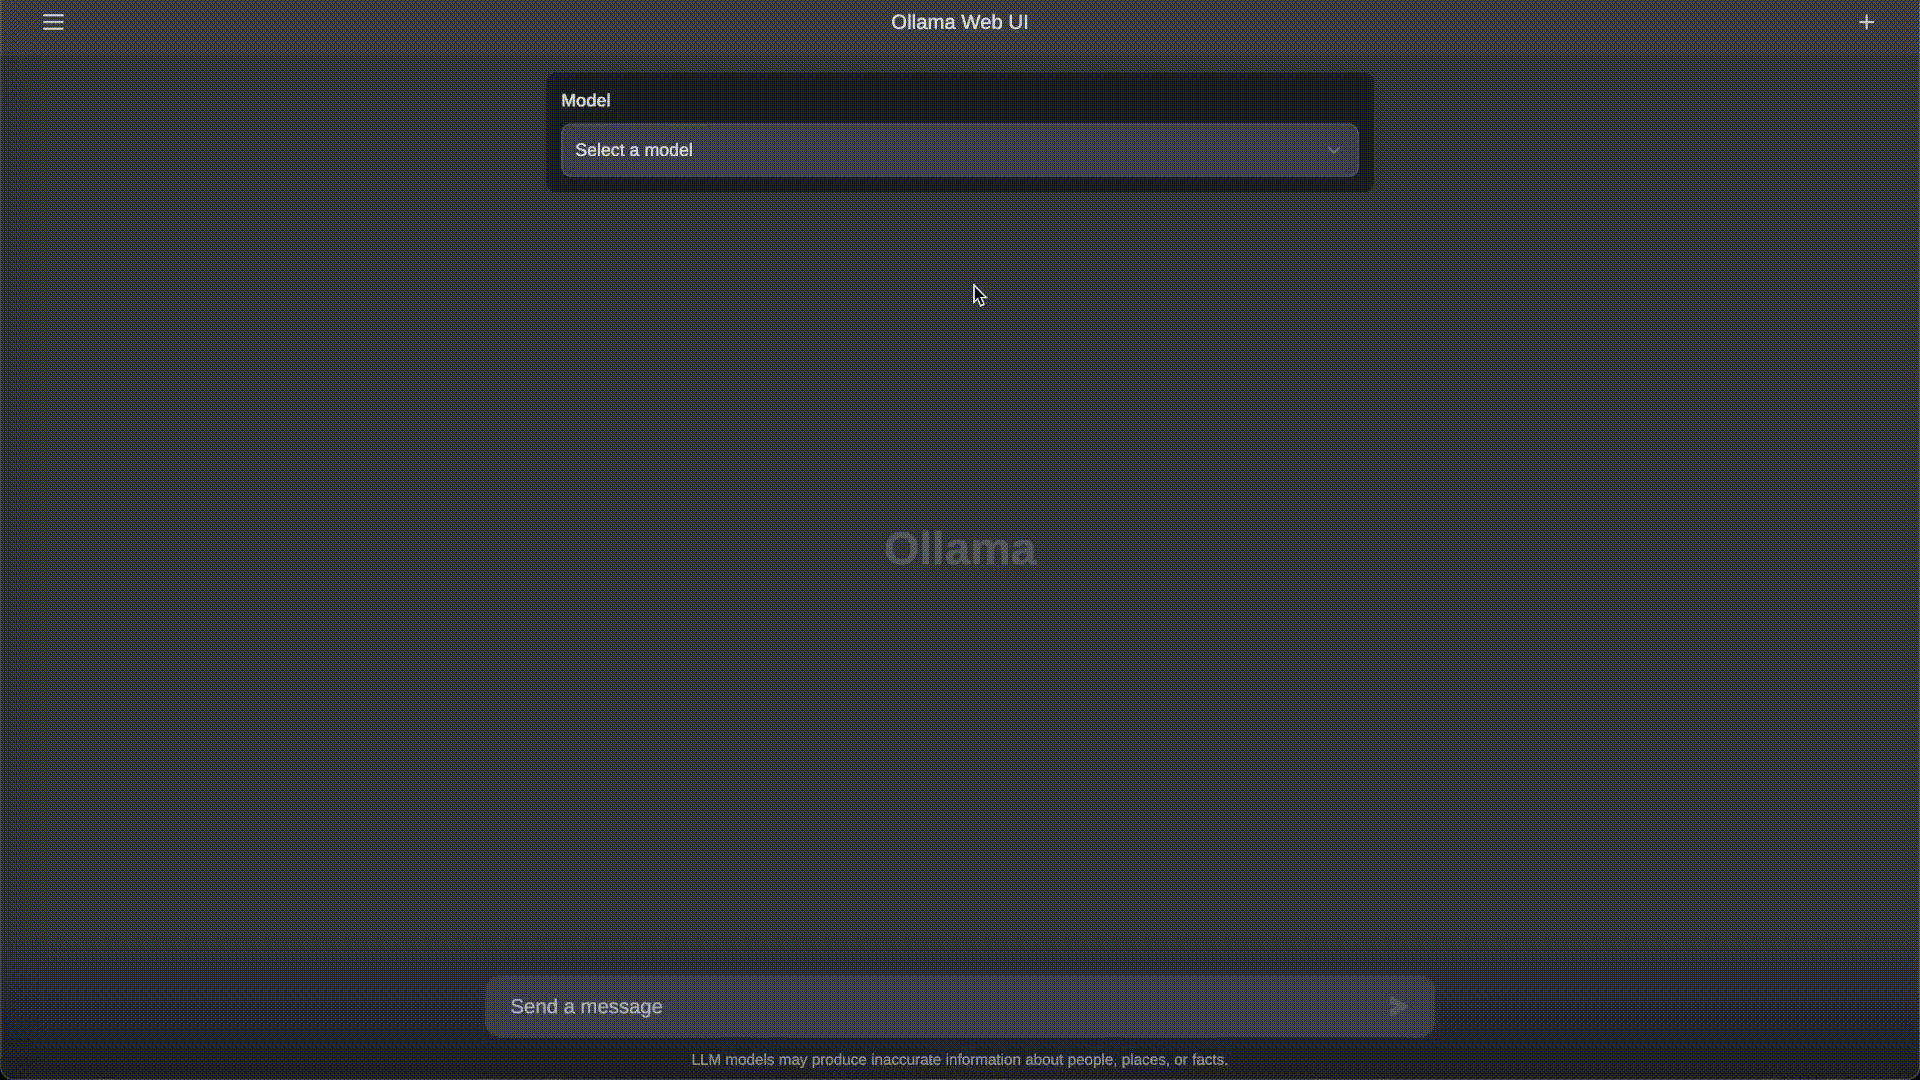 Ollama Web UI
Model
Select a model
Ollama
Send a message
LLM models may produce inaccurate information about people, places, or facts.